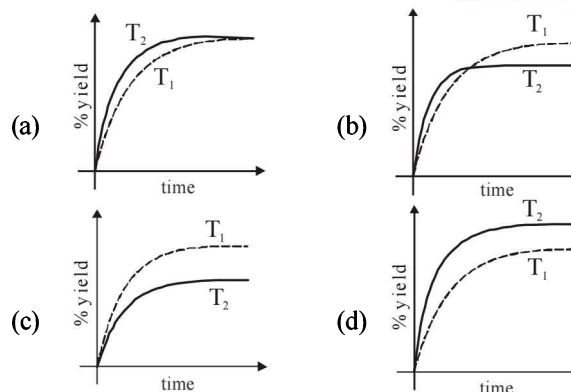 (a)
% yield
T₂
T₁
time
(b)
% yield
T₁
T₂
time
(c)
% yield
T₁
T₂
time
(d)
% yield
T₂
T₁
time